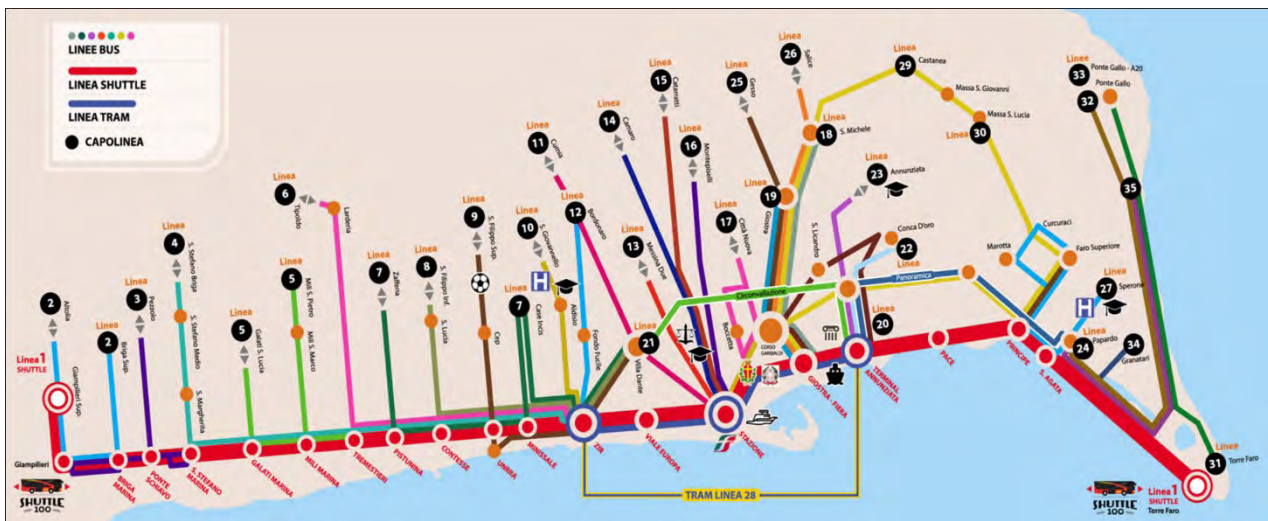 LINEE BUS
LINEA SHUTTLE
LINEA TRAM
CAPOLINEA
Linea 1
SHUTTLE
2
Altolia
Giampilieri Sup.
Giampilieri
SHUTTLE
100
2
Briga Sup.
BRIGA
MARINA
Linea
3
Pezzolo
PONTE
SCHIAVO
Linea
4
S. Stefano Briga
S. Stefano Medio
S. Margherita
S. STEFANO
MARINA
Linea
5
Galati S. Lucia
GALATI MARINA
Linea
5
Mili S. Pietro
Mili S. Marco
MILI MARINA
Linea
6
Tipoldo
Larderia
TREMESTIERI
Linea
7
Zafferia
PISTUNINA
Linea
8
S. Filippo Inf.
S. Lucia
CONTESSE
Linea
9
S. Filippo Sup.
Cep
UNIRIA
Linea
10
S. Giovannello
H
Aldisio
Linea
7
Case Incis
MINISSALE
Linea
11
Cumia
12
Bordonaro
Fondo Fucile
ZIR
Linea
13
Messina Due
21
Villa Dante
VIALE EUROPA
Linea
14
Camaro
Linea
15
Catarratti
Linea
16
Montepiselli
STAZIONE
Linea
17
Città Nuova
Boccetta
Circonvallazione
CORSO
GARIBALDI
Linea
25
Gesso
Linea
19
Giostra
Linea
26
Salice
Linea
18
S. Michele
GIOSTRA - FIERA
S. Licandro
Linea
23
Annunziata
Conca D'oro
22
Linea
Panoramica
20
TERMINAL
ANNUNZIATA
TRAM LINEA 28
Linea
29
Castanea
Massa S. Giovanni
Massa S. Lucia
Linea
30
PACE
PRINCIPE
S. AGATA
Marotta
Curcuraci
Faro Superiore
H
Linea
27
Sperone
Linea
24
Papardo
34
Granatari
Linea
33
Ponte Gallo - A20
32
Ponte Gallo
35
Linea
31
Torre Faro
SHUTTLE
100
Linea 1
SHUTTLE
Torre Faro